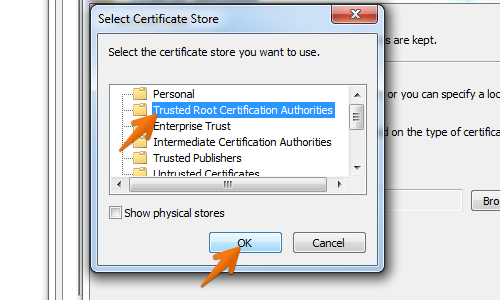 Select Certificate Store
Select the certificate store you want to use.
Personal
Trusted Root Certification Authorities
Enterprise Trust
Intermediate Certification Authorities
Trusted Publishers
Untrusted Certificates
Show physical stores
OK
Cancel
es are kept.
or you can specify a loc
d on the type of certifica
Bro